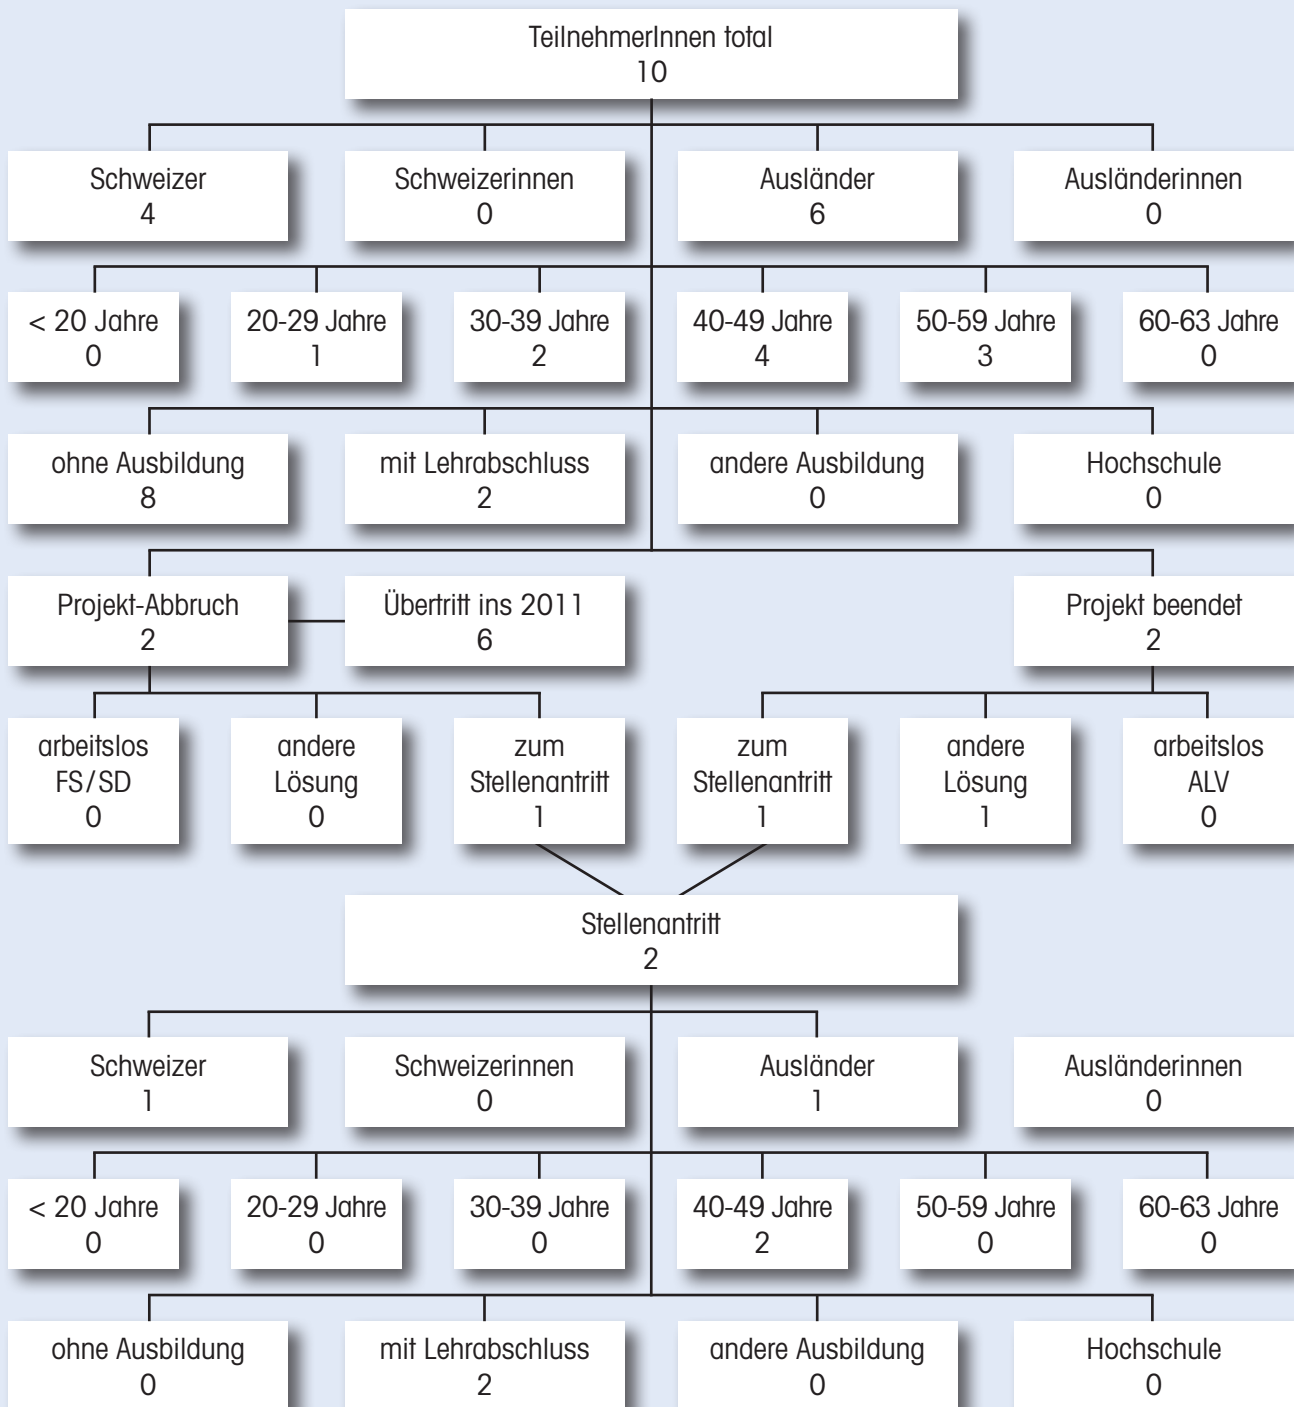 TeilnehmerInnen total
10
Schweizer
4
Schweizerinnen
0
Ausländer
6
Ausländerinnen
0
< 20 Jahre
0
20-29 Jahre
1
30-39 Jahre
2
40-49 Jahre
4
50-59 Jahre
3
60-63 Jahre
0
ohne Ausbildung
8
mit Lehrabschluss
2
andere Ausbildung
0
Hochschule
0
Projekt-Abbruch
2
Übertritt ins 2011
6
Projekt beendet
2
arbeitslos
FS/SD
0
andere
Lösung
0
zum
Stellenantritt
1
zum
Stellenantritt
1
andere
Lösung
1
arbeitslos
ALV
0
Stellenantritt
2
Schweizer
1
Schweizerinnen
0
Ausländer
1
Ausländerinnen
0
< 20 Jahre
0
20-29 Jahre
0
30-39 Jahre
0
40-49 Jahre
2
50-59 Jahre
0
60-63 Jahre
0
ohne Ausbildung
0
mit Lehrabschluss
2
andere Ausbildung
0
Hochschule
0